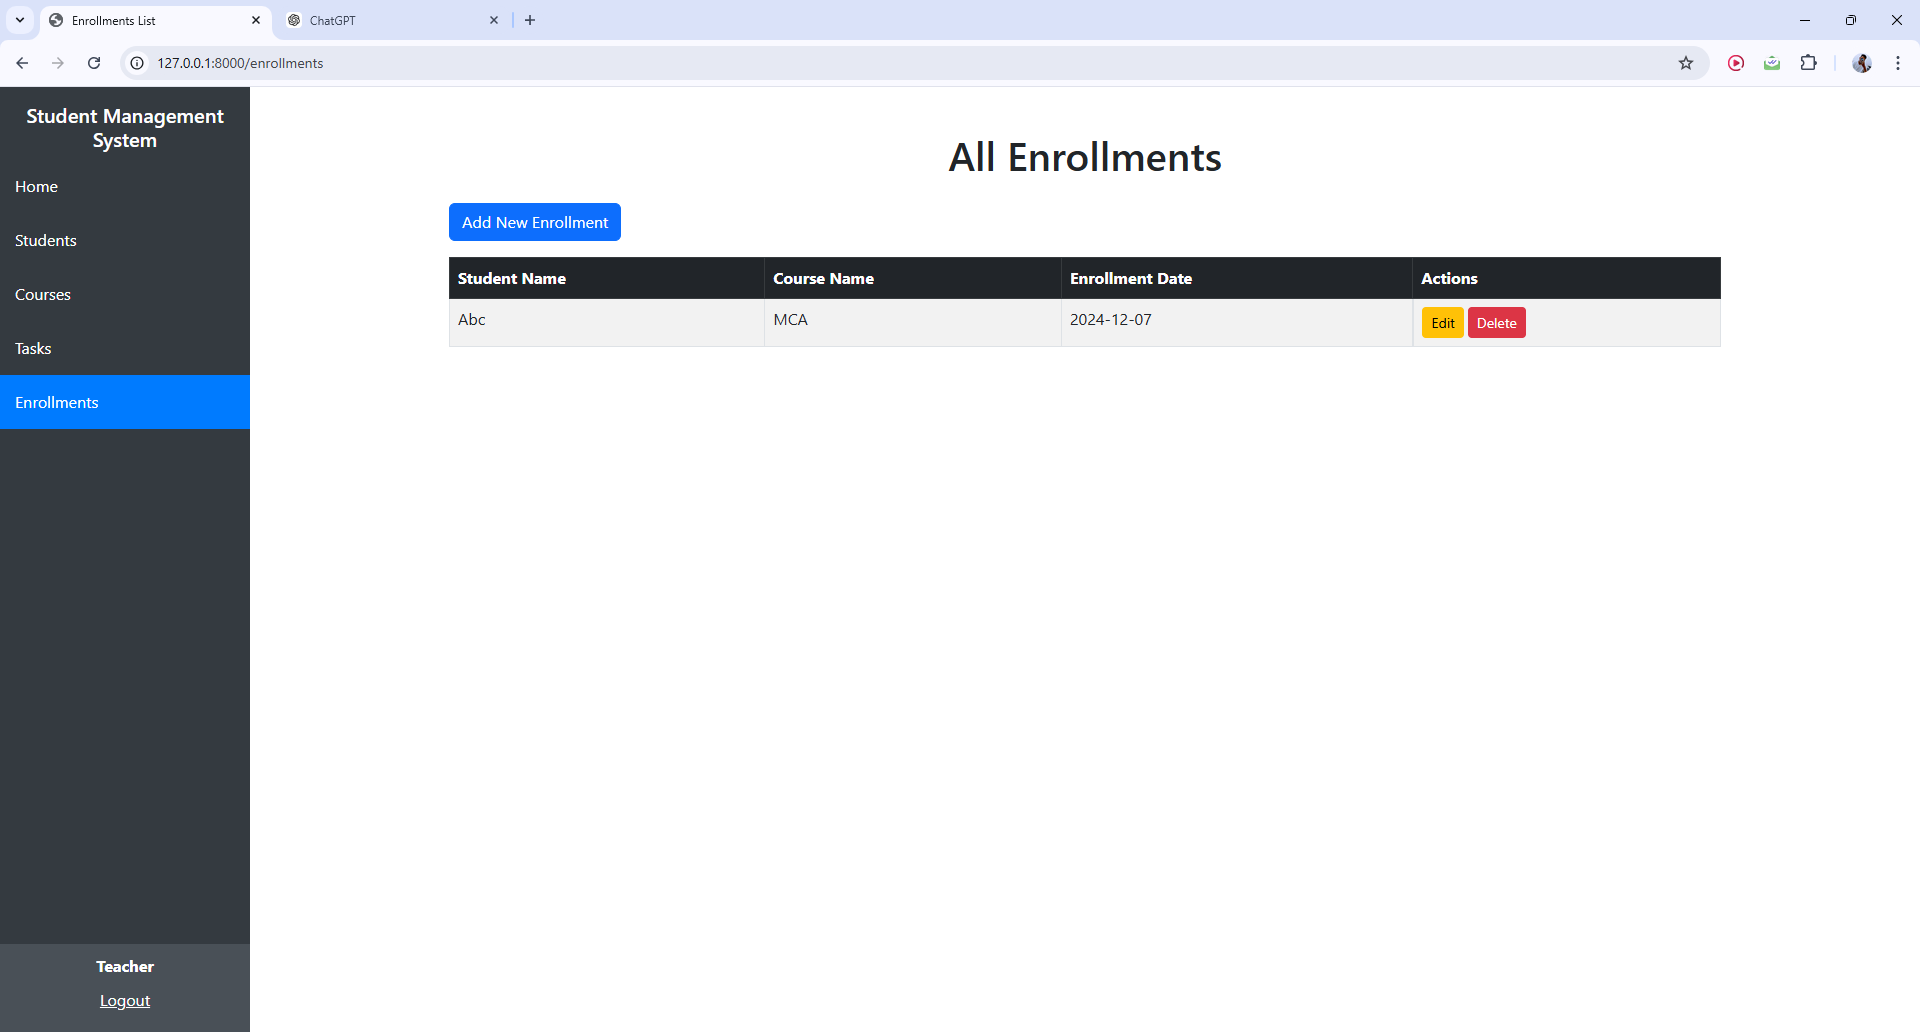 Enrollments List
ChatGPT
127.0.0.1:8000/enrollments
Student Management
System
Home
Students
Courses
Tasks
Enrollments
Teacher
Logout
All Enrollments
Add New Enrollment
Student Name Course Name Enrollment Date Actions
Abc MCA 2024-12-07 Edit Delete